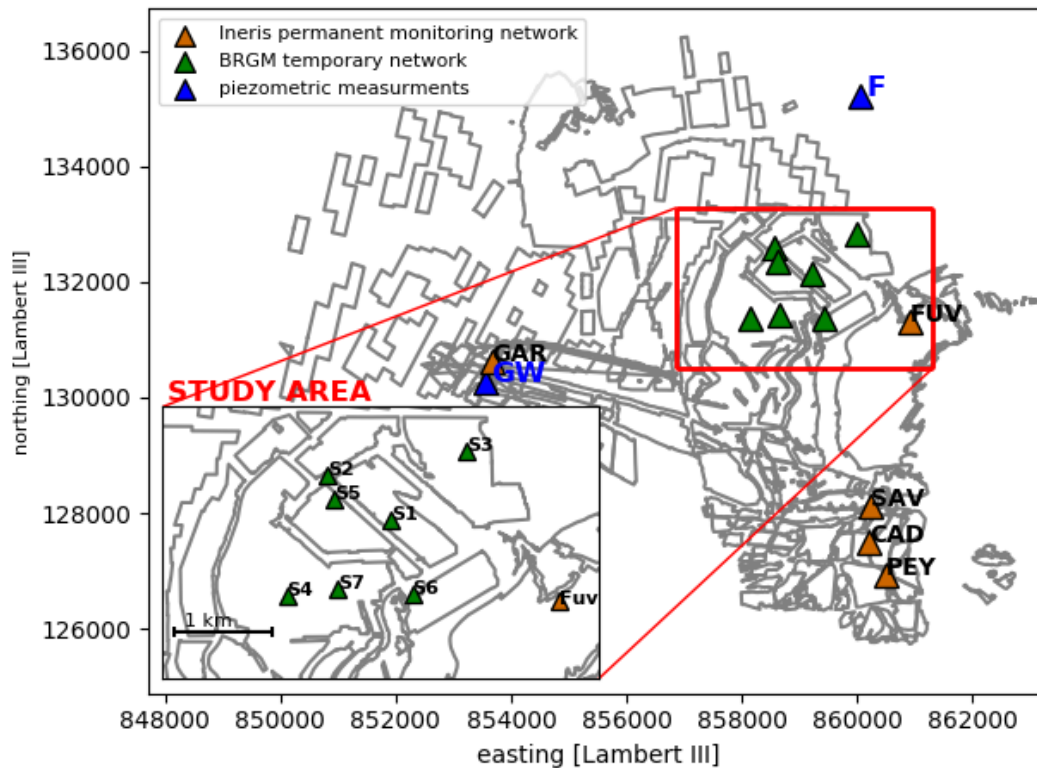 Ineris permanent monitoring network
BRGM temporary network
piezometric measurments
136000
134000
132000
130000
128000
126000
northing [Lambert III]
F
FUV
GAR
GW
STUDY AREA
S3
S2
S5
S1
S4
S7
S6
Fuv
1 km
SAV
CAD
PEY
848000 850000 852000 854000 856000 858000 860000 862000
easting [Lambert III]